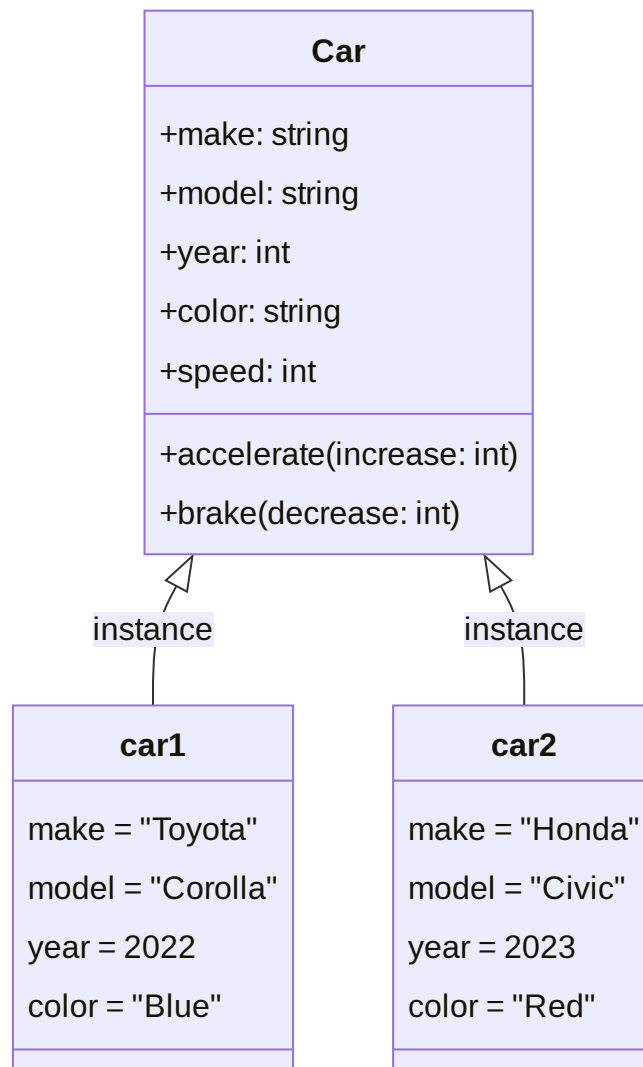 Car
+make: string
+model: string
+year: int
+color: string
+speed: int
+accelerate(increase: int)
+brake(decrease: int)
instance
instance
car1
make = "Toyota"
model = "Corolla"
year = 2022
color = "Blue"
car2
make = "Honda"
model = "Civic"
year = 2023
color = "Red"